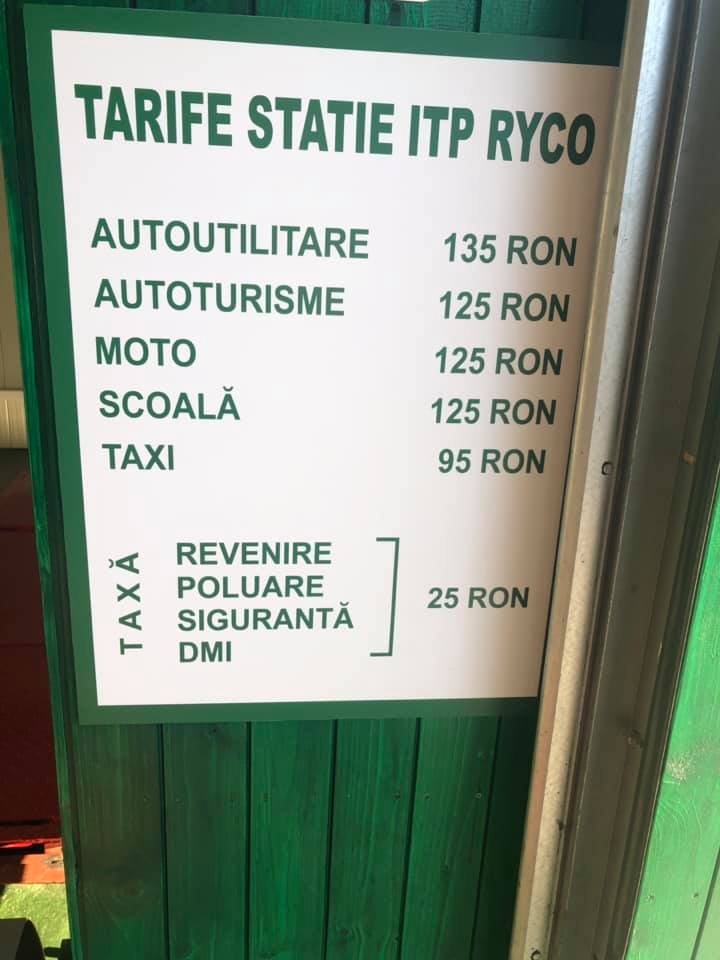 TARIFE STATIE ITP RYCO
AUTOUTILITARE 135 RON
AUTOTURISME 125 RON
MOTO 125 RON
SCOALĂ 125 RON
TAXI 95 RON
TAXĂ
REVENIRE
POLUARE
SIGURANTĂ
DMI
25 RON